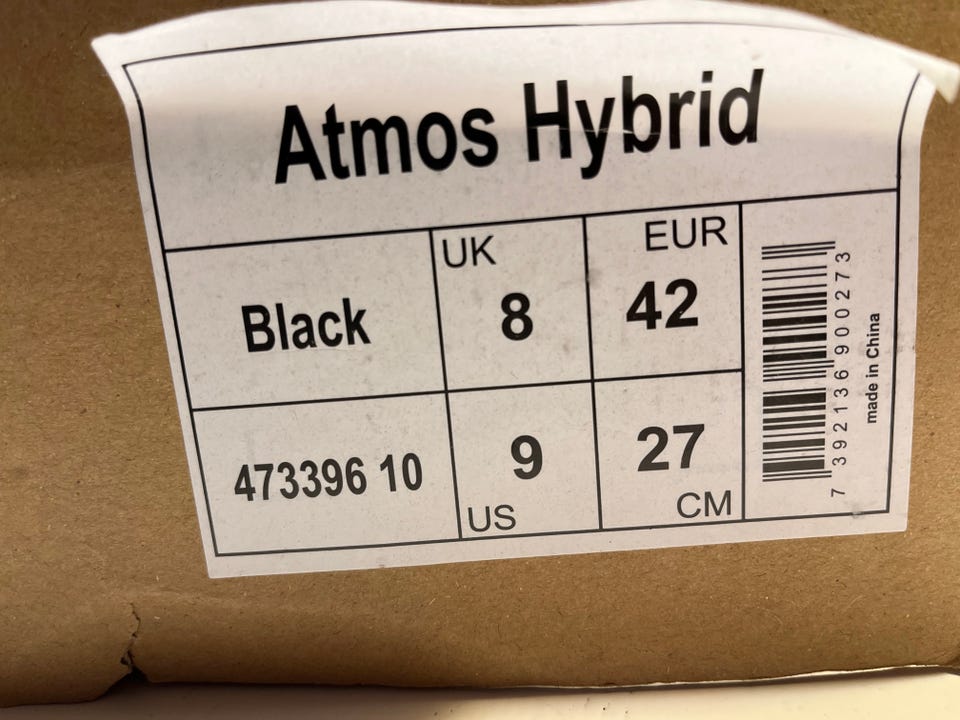 Atmos Hybrid
Black
UK
8
EUR
42
473396 10
9
US
27
CM
7 392136 900273
made in China